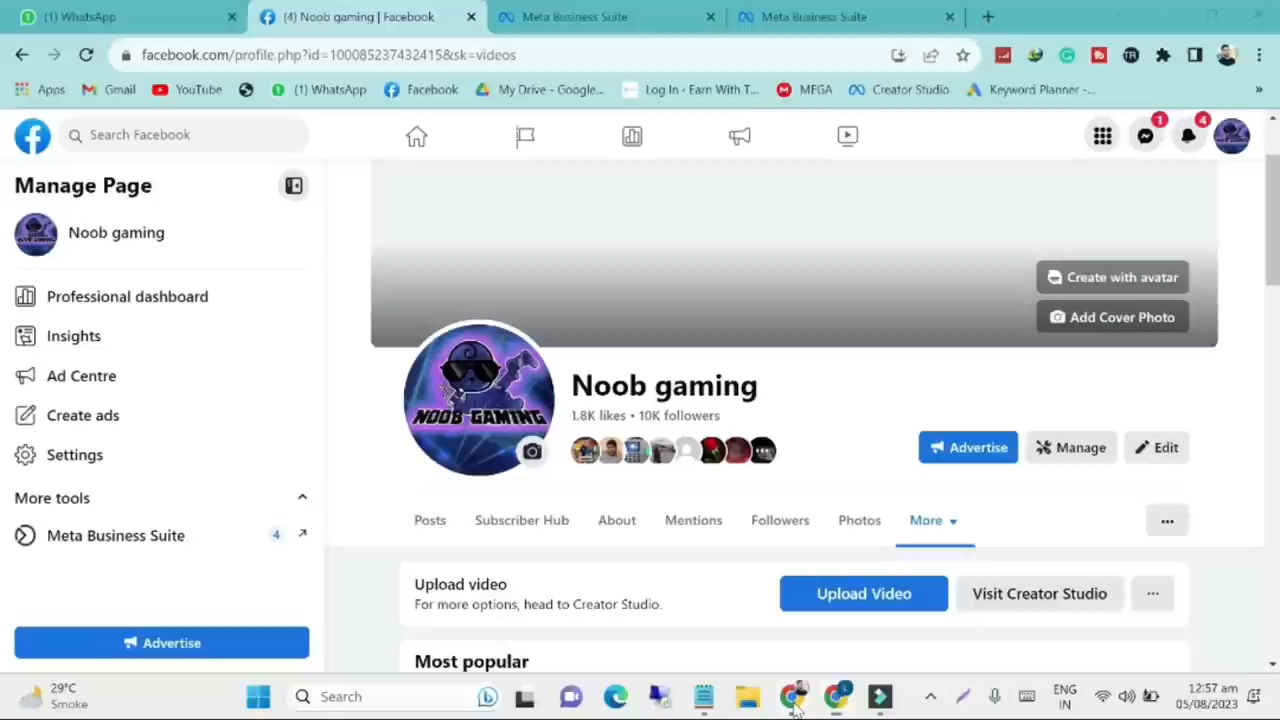 (1) WhatsApp
(4) Noob gaming | Facebook
Meta Business Suite
Meta Business Suite
facebook.com/profile.php?id=100085237432415&sk=videos
Apps
Gmail
YouTube
(1) WhatsApp
Facebook
My Drive - Google...
Log In ‹ Earn With T...
MFGA
Creator Studio
Keyword Planner -...
»
Search Facebook
1
4
Manage Page
Noob gaming
Professional dashboard
Insights
Ad Centre
Create ads
Settings
More tools
Meta Business Suite 4
Advertise
Create with avatar
Add Cover Photo
NOOB GAMING
Noob gaming
1.8K likes • 10K followers
Advertise
Manage
Edit
Posts
Subscriber Hub
About
Mentions
Followers
Photos
More
Upload video
For more options, head to Creator Studio.
Upload Video
Visit Creator Studio
Most popular
29°C
Smoke
Search
ENG
IN
12:57 am
05/08/2023